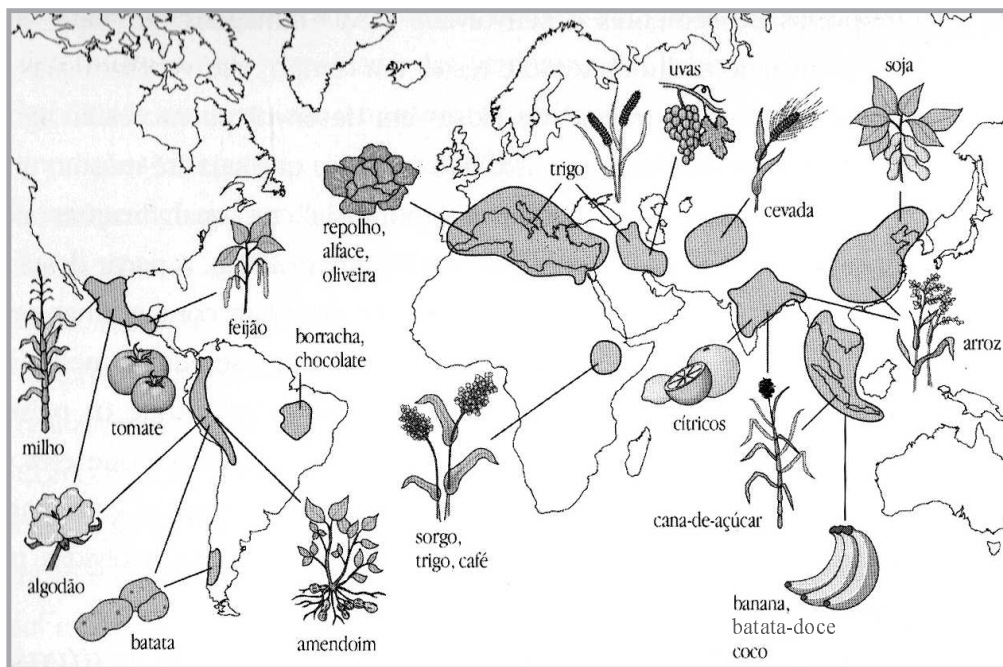 uvas
soja
trigo
cevada
repolho,
alface,
oliveira
feijão
borracha,
chocolate
arroz
milho
tomate
cítricos
sorgo,
trigo, café
cana-de-açúcar
algodão
batata
amendoim
banana,
batata-doce
coco